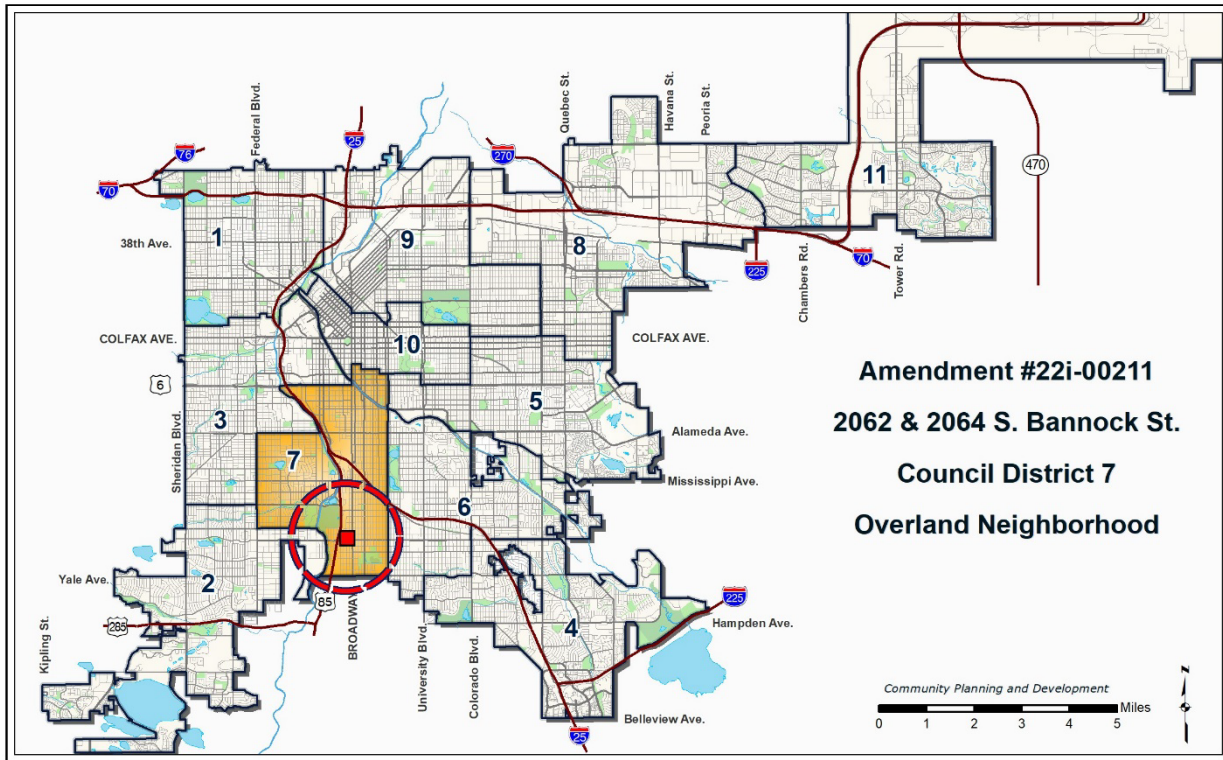 Federal Blvd.
Quebec St.
Havana St.
Peoria St.
76
25
270
70
470
11
1
9
8
38th Ave.
225
70
Chambers Rd.
Tower Rd.
COLFAX AVE.
10
COLFAX AVE.
6
3
5
Sheridan Blvd.
7
Alameda Ave.
Mississippi Ave.
6
Amendment #22i-00211
2062 & 2064 S. Bannock St.
Council District 7
Overland Neighborhood
Yale Ave.
2
85
BROADWAY
285
Kipling St.
University Blvd.
Colorado Blvd.
4
225
Hampden Ave.
Belleview Ave.
25
Community Planning and Development
0 1 2 3 4 5 Miles
Z